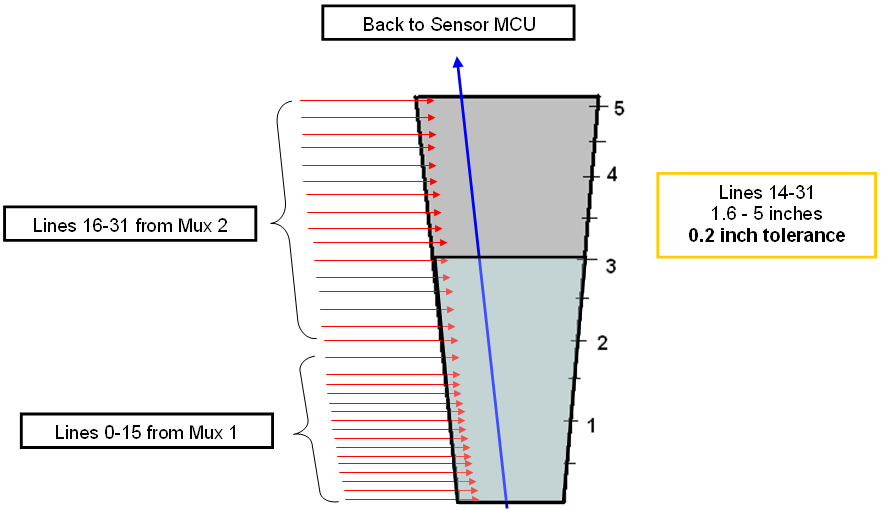 Back to Sensor MCU
5
4
Lines 14-31
1.6 - 5 inches
0.2 inch tolerance
Lines 16-31 from Mux 2
3
2
Lines 0-15 from Mux 1
1